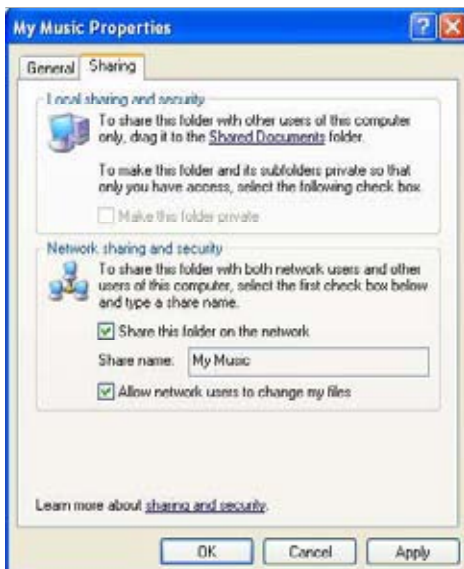 My Music Properties
General Sharing
Local sharing and security
To share this folder with other users of this computer
only, drag it to the Shared Documents folder.
To make this folder and its subfolders private so that
only you have access, select the following check box
Make this folder private
Network sharing and security
To share this folder with both network users and other
users of this computer, select the first check box below
and type a share name.
Share this folder on the network
Share name: My Music
Allow network users to change my files
Learn more about sharing and security.
OK Cancel Apply